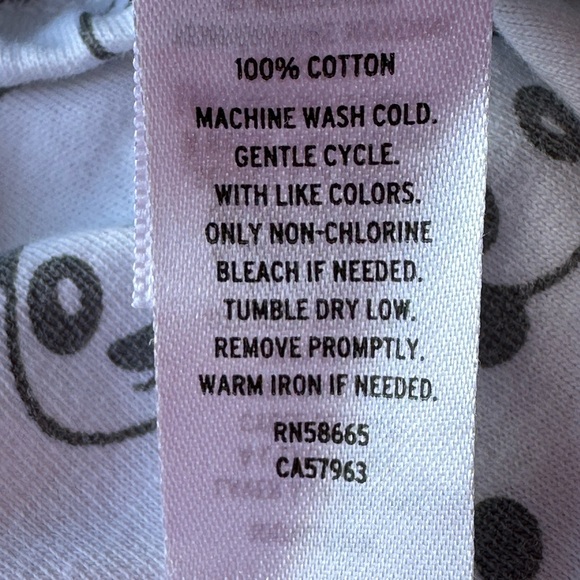 100% COTTON
MACHINE WASH COLD.
GENTLE CYCLE.
WITH LIKE COLORS.
ONLY NON-CHLORINE
BLEACH IF NEEDED.
TUMBLE DRY LOW.
REMOVE PROMPTLY.
WARM IRON IF NEEDED.
RN58665
CA57963